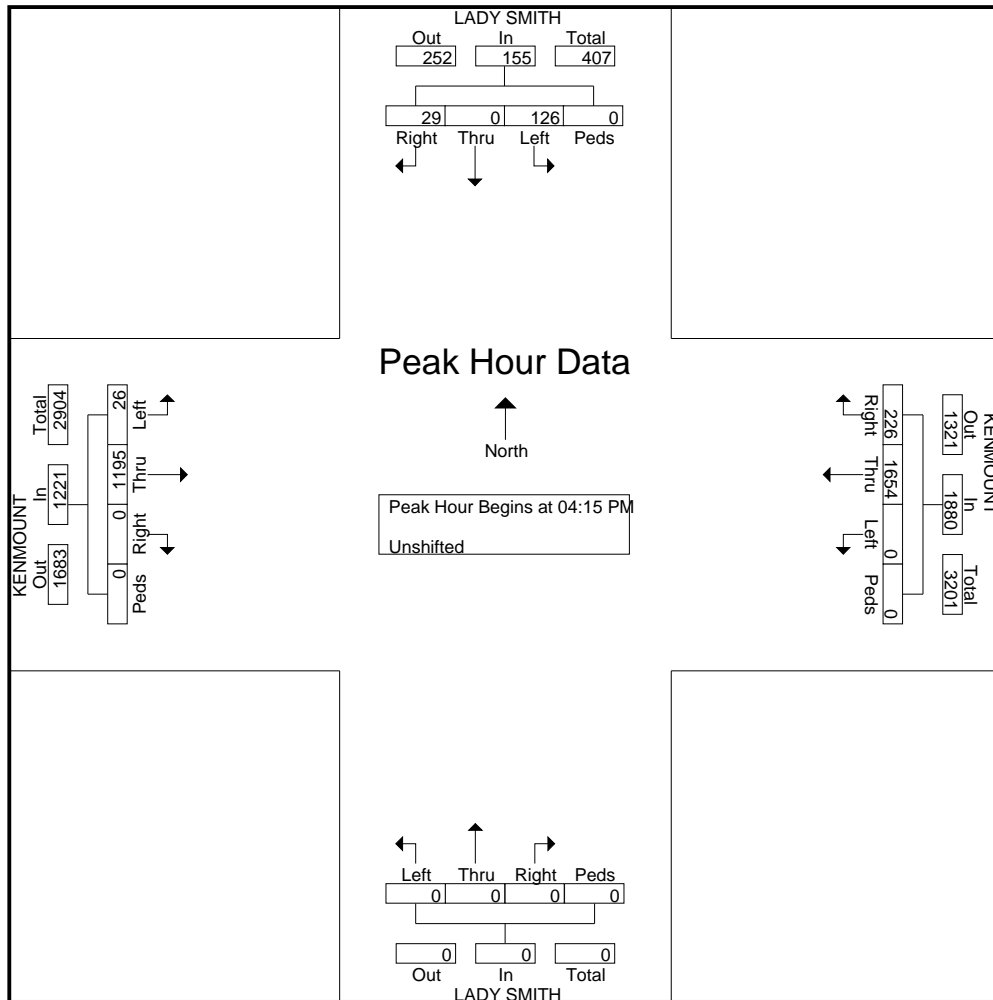 LADY SMITH
Out In Total
252 155 407
29 0 126 0
Right Thru Left Peds
Peak Hour Data
North
Peak Hour Begins at 04:15 PM
Unshifted
KENMOUNT
Out In Total
1683 1221 2904
26 1195 0 0
Left Thru Right Peds
KENMOUNT
Out In Total
1321 1880 3201
226 1654 0 0
Right Thru Left Peds
Left Thru Right Peds
0 0 0 0
0 0 0
Out In Total
LADY SMITH